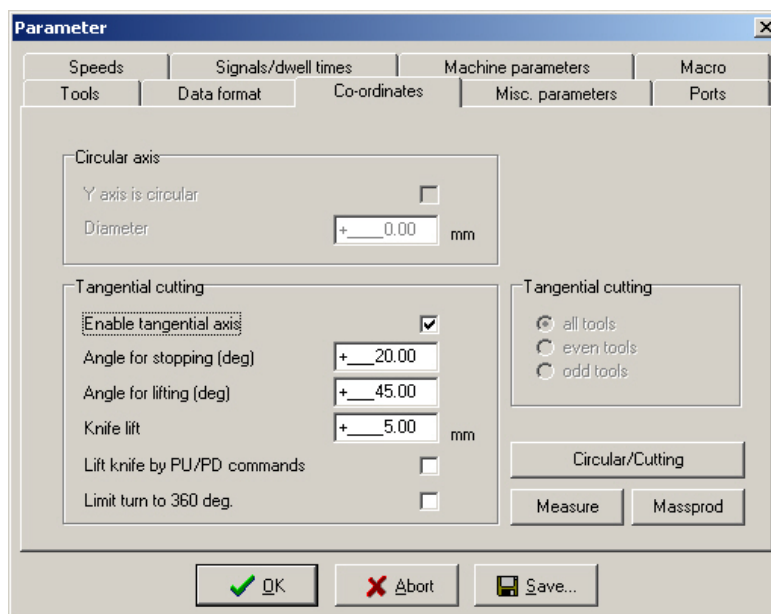 Parameter
Speeds Signals/dwell times Machine parameters Macro
Tools Data format Co-ordinates Misc. parameters Ports
Circular axis
Y axis is circular
Diameter +____0.00 mm
Tangential cutting
Enable tangential axis
Angle for stopping (deg) +___20.00
Angle for lifting (deg) +___45.00
Knife lift +____5.00 mm
Lift knife by PU/PD commands
Limit turn to 360 deg.
Tangential cutting
all tools
even tools
odd tools
Circular/Cutting
Measure Massprod
OK Abort Save...